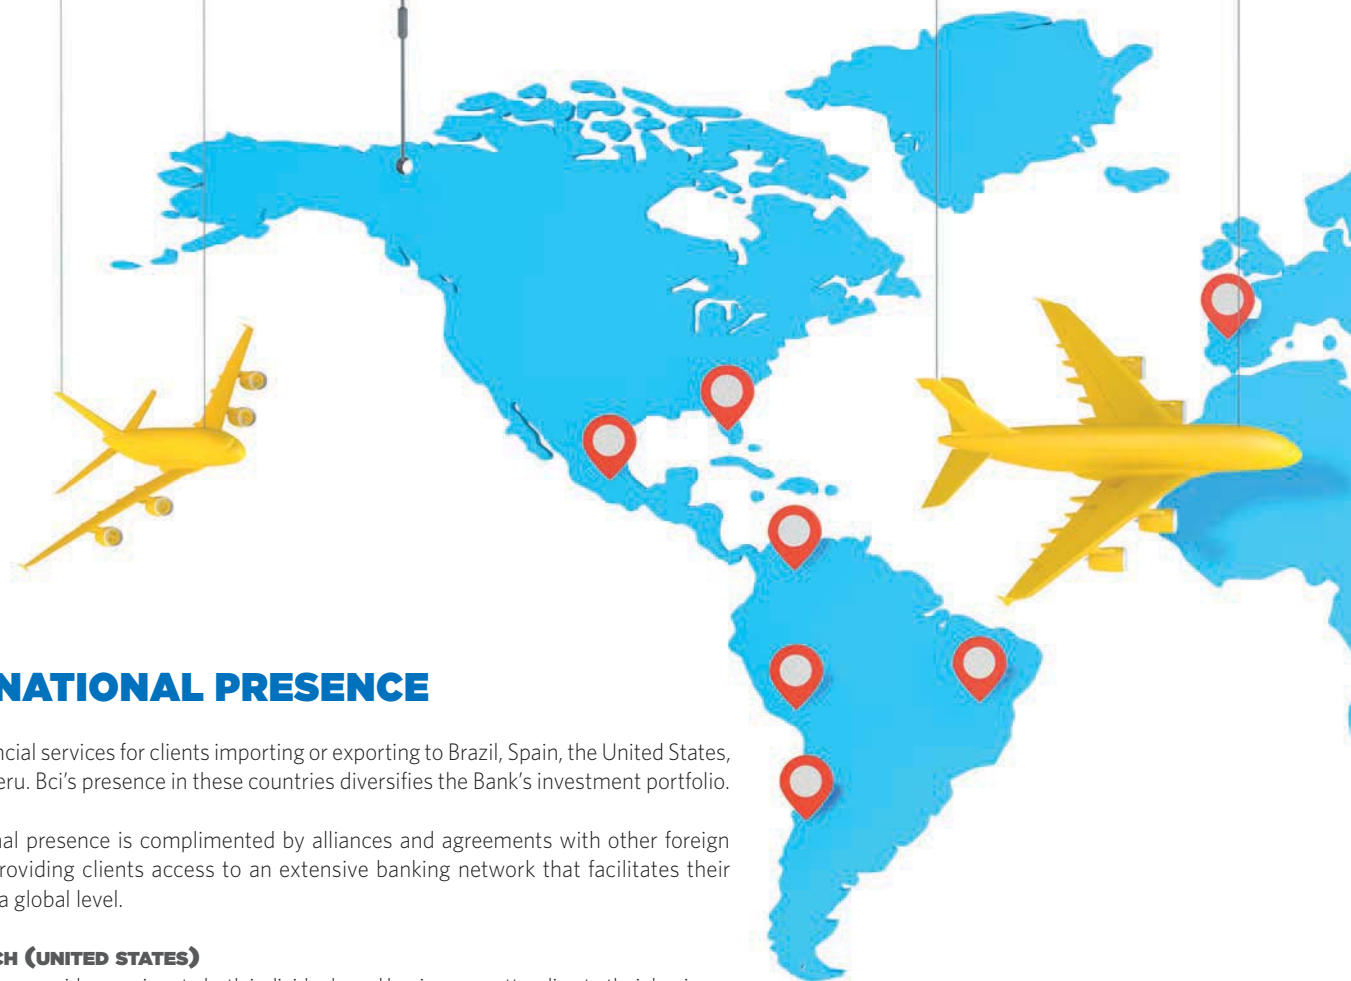 NATIONAL PRESENCE
ncial services for clients importing or exporting to Brazil, Spain, the United States,
eru. Bci's presence in these countries diversifies the Bank's investment portfolio.
nal presence is complimented by alliances and agreements with other foreign
roviding clients access to an extensive banking network that facilitates their
a global level.
CH (UNITED STATES)